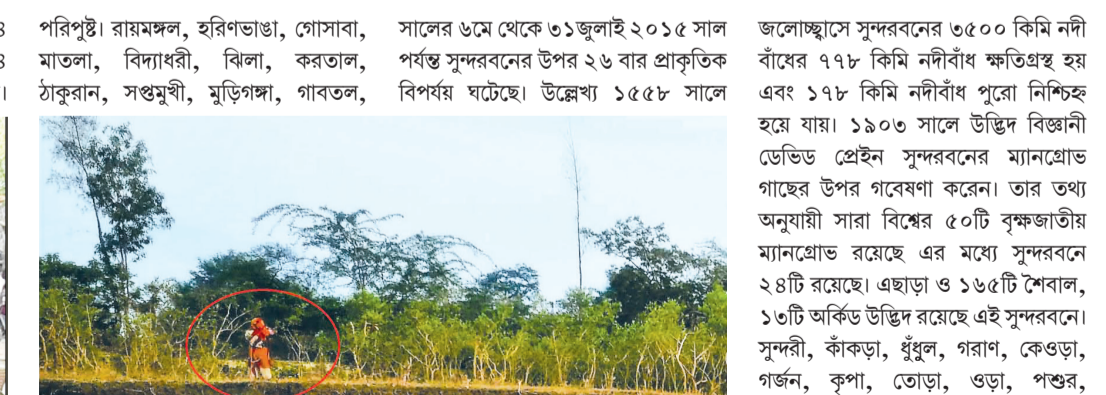 পরিপুষ্ট। রায়মঙ্গল, হরিণভাঙা, গোসাবা,
মাতলা, বিদ্যাধরী, ঝিলা, করতাল,
ঠাকুরান, সপ্তমুখী, মুড়িগঙ্গা, গাবতল,
সালের ৬মে থেকে ৩১জুলাই ২০১৫ সাল
পর্যন্ত সুন্দরবনের উপর ২৬ বার প্রাকৃতিক
বিপর্যয় ঘটেছে। উল্লেখ্য ১৫৫৮ সালে
জলোচ্ছ্বাসে সুন্দরবনের ৩৫০০ কিমি নদী
বাঁধের ৭৭৮ কিমি নদীবাঁধ ক্ষতিগ্রস্থ হয়
এবং ১৭৮ কিমি নদীবাঁধ পুরো নিশ্চিহ্ন
হয়ে যায়। ১৯০৩ সালে উদ্ভিদ বিজ্ঞানী
ডেভিড প্রেইন সুন্দরবনের ম্যানগ্রোভ
গাছের উপর গবেষণা করেন। তার তথ্য
অনুযায়ী সারা বিশ্বের ৫০টি বৃক্ষজাতীয়
ম্যানগ্রোভ রয়েছে এর মধ্যে সুন্দরবনে
২৪টি রয়েছে। এছাড়া ও ১৬৫টি শৈবাল,
১৩টি অর্কিড উদ্ভিদ রয়েছে এই সুন্দরবনে।
সুন্দরী, কাঁকড়া, ধুঁধুল, গরাণ, কেওড়া,
গর্জন, কৃপা, তোড়া, ওড়া, পশুর,